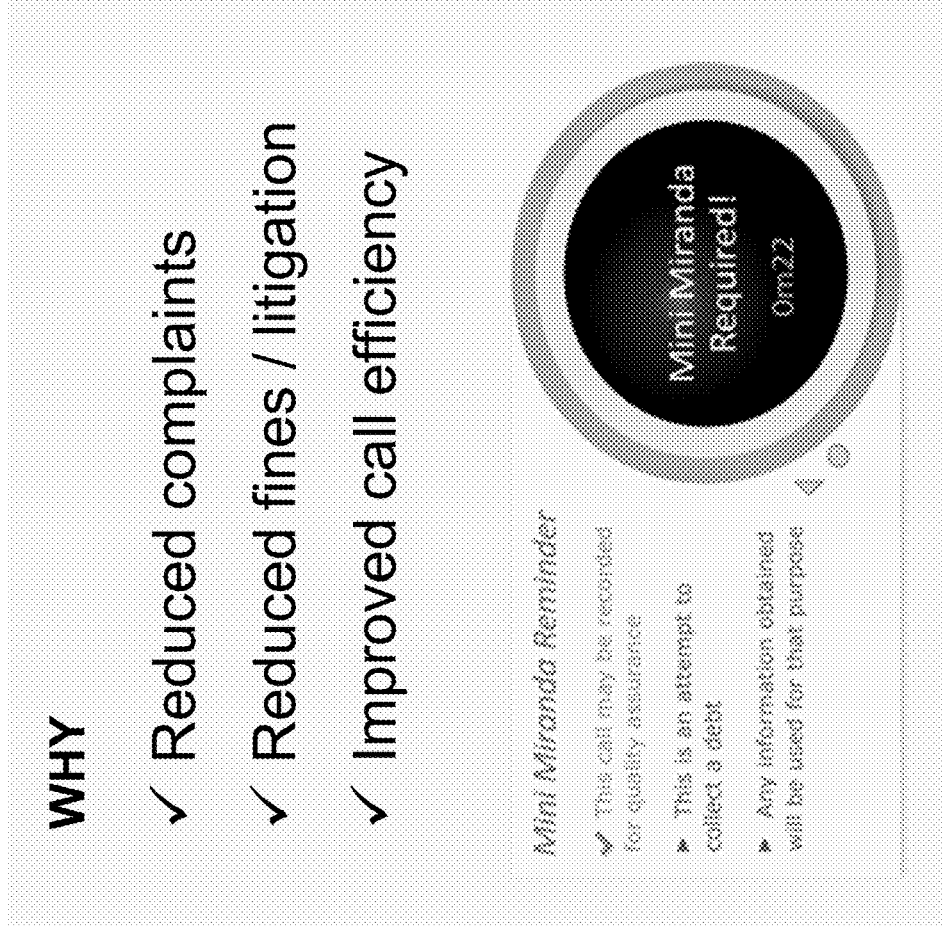 WHY
✓ Reduced complaints
✓ Reduced fines / litigation
✓ Improved call efficiency
Mini Miranda Reminder
✓ This call may be recorded
for quality assurance
► This is an attempt to
collect a debt
► Any information obtained
will be used for that purpose
Mini Miranda
Required!
0m22